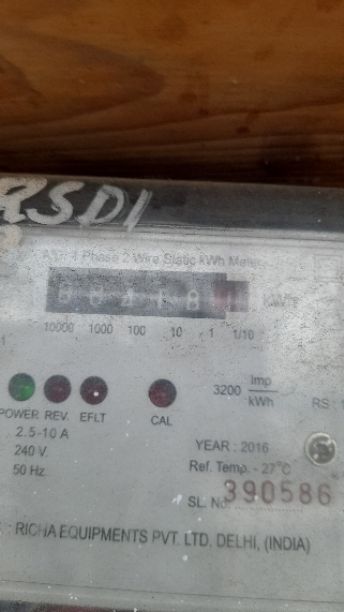 RSDI
1 Phase 2 Wire Static kWh Meter
kWh
10000 1000 100 10 1 1/10
POWER REV. EFLT CAL
3200 Imp/kWh
RS :
2.5-10 A
240 V.
50 Hz.
YEAR : 2016
Ref. Temp. - 27°C
SL. No. 390586
: RICHA EQUIPMENTS PVT. LTD. DELHI, (INDIA)